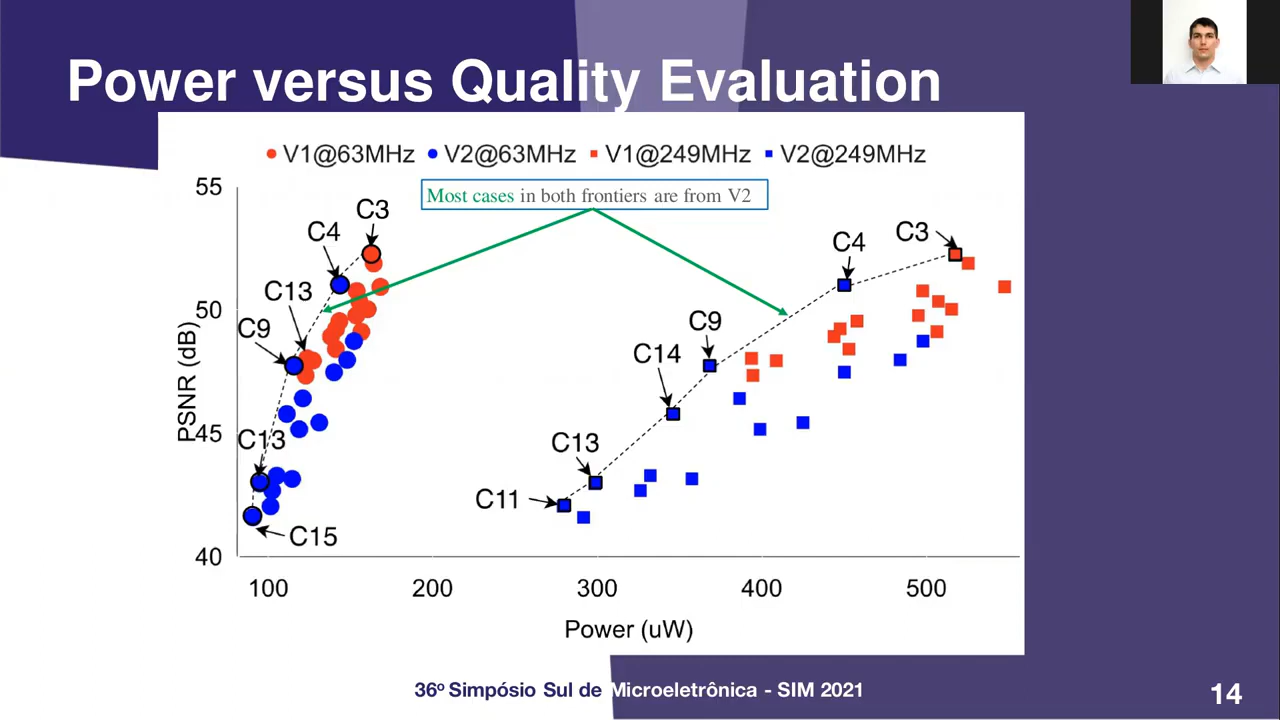 Power versus Quality Evaluation
V1@63MHz V2@63MHz V1@249MHz V2@249MHz
Most cases in both frontiers are from V2
55
50
45
40
PSNR (dB)
C3
C4
C13
C9
C13
C15
C3
C4
C9
C14
C13
C11
100 200 300 400 500
Power (uW)
36º Simpósio Sul de Microeletrônica - SIM 2021
14